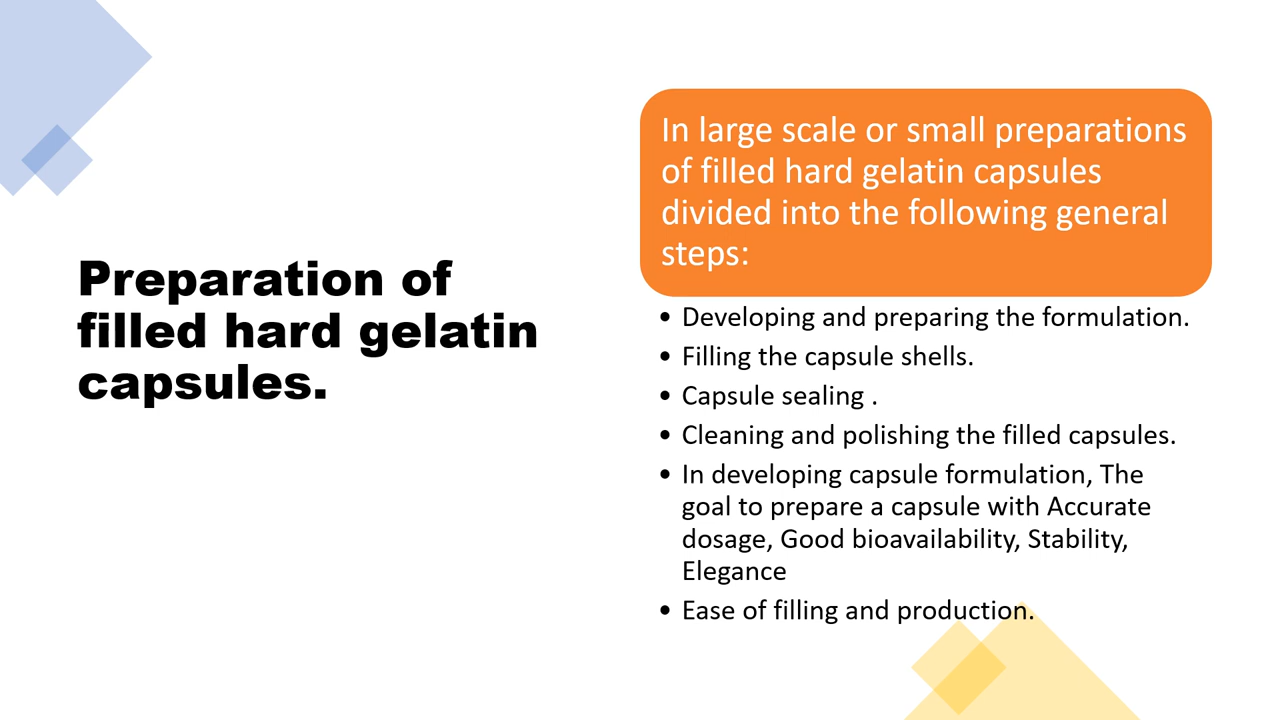 Preparation of
filled hard gelatin
capsules.
In large scale or small preparations
of filled hard gelatin capsules
divided into the following general
steps:
• Developing and preparing the formulation.
• Filling the capsule shells.
• Capsule sealing .
• Cleaning and polishing the filled capsules.
• In developing capsule formulation, The
goal to prepare a capsule with Accurate
dosage, Good bioavailability, Stability,
Elegance
• Ease of filling and production.